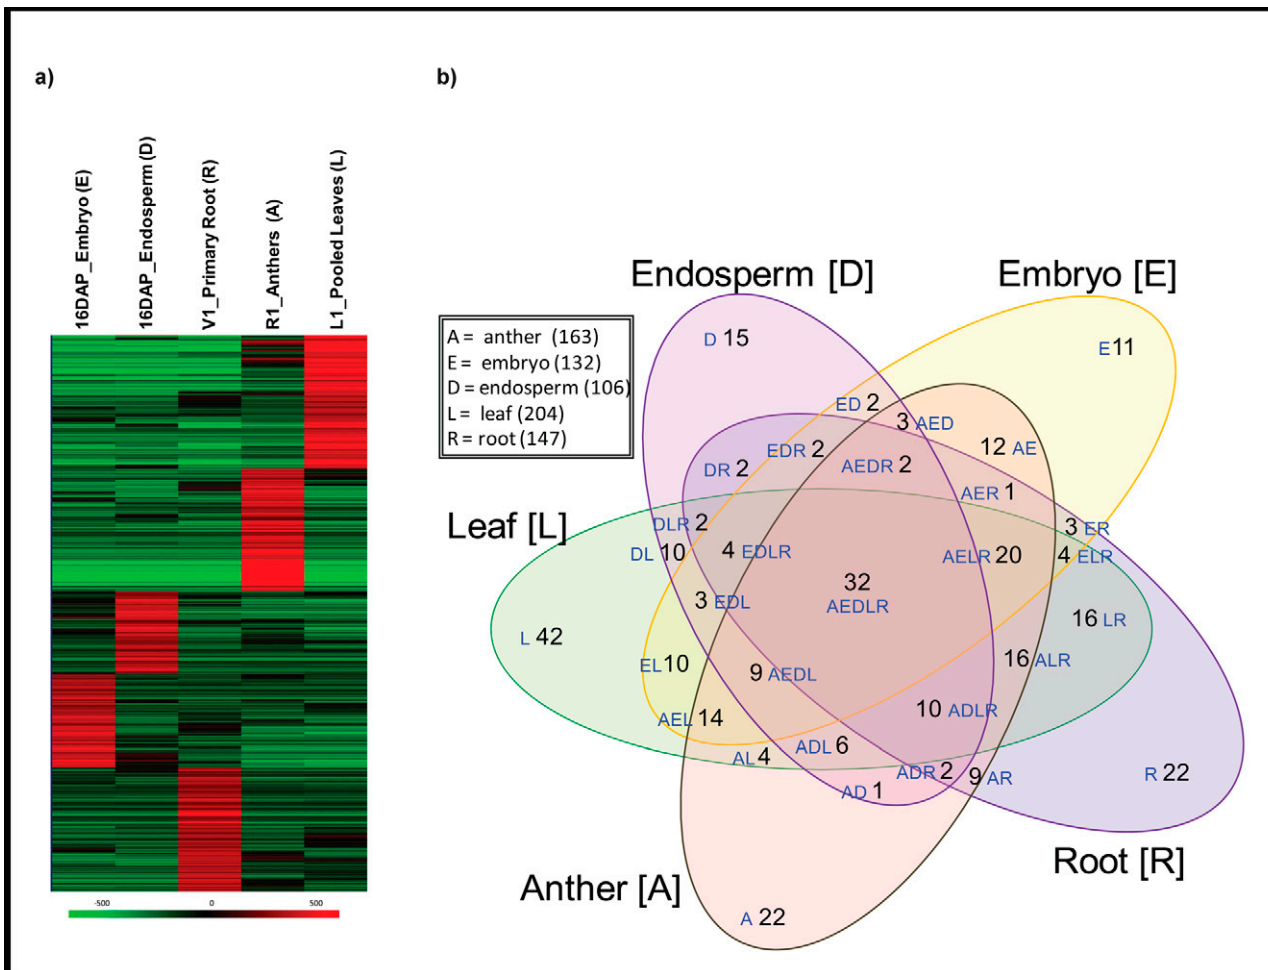 a)
b)
16DAP_Embryo (E)
16DAP_Endosperm (D)
V1_Primary Root (R)
R1_Anthers (A)
L1_Pooled Leaves (L)
-500
0
500
Endosperm [D]
Embryo [E]
A = anther (163)
E = embryo (132)
D = endosperm (106)
L = leaf (204)
R = root (147)
D 15
E 11
ED 2
3 AED
12 AE
EDR 2
AEDR 2
DR 2
AER 1
Leaf [L]
DLR 2
3 ER
DL 10
4 EDLR
AELR 20
4 ELR
32
AEDLR
3 EDL
16 LR
L 42
EL 10
9 AEDL
16 ALR
AEL 14
10 ADLR
AL 4
ADL 6
ADR 2
9 AR
R 22
AD 1
Root [R]
Anther [A]
A 22